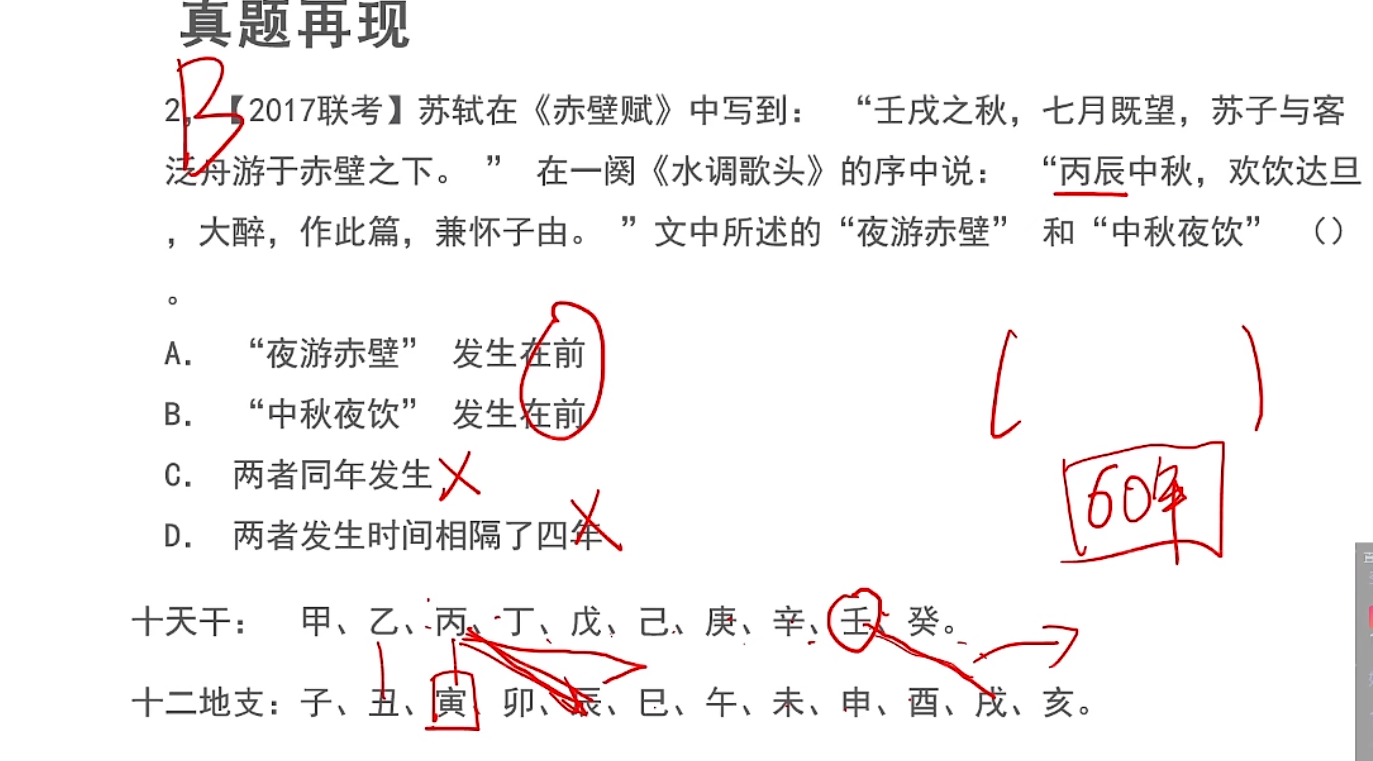 真题再现
B
2,【2017联考】苏轼在《赤壁赋》中写到: “壬戌之秋, 七月既望, 苏子与客
泛舟游于赤壁之下。 ” 在一阕《水调歌头》的序中说: “丙辰中秋, 欢饮达旦
, 大醉, 作此篇, 兼怀子由。 ”文中所述的“夜游赤壁” 和“中秋夜饮” ()
。
A. “夜游赤壁” 发生在前
B. “中秋夜饮” 发生在前
C. 两者同年发生
D. 两者发生时间相隔了四年
60年
十天干: 甲、乙、丙、丁、戊、己、庚、辛、壬、癸。
十二地支:子、丑、寅、卯、辰、巳、午、未、申、酉、戌、亥。